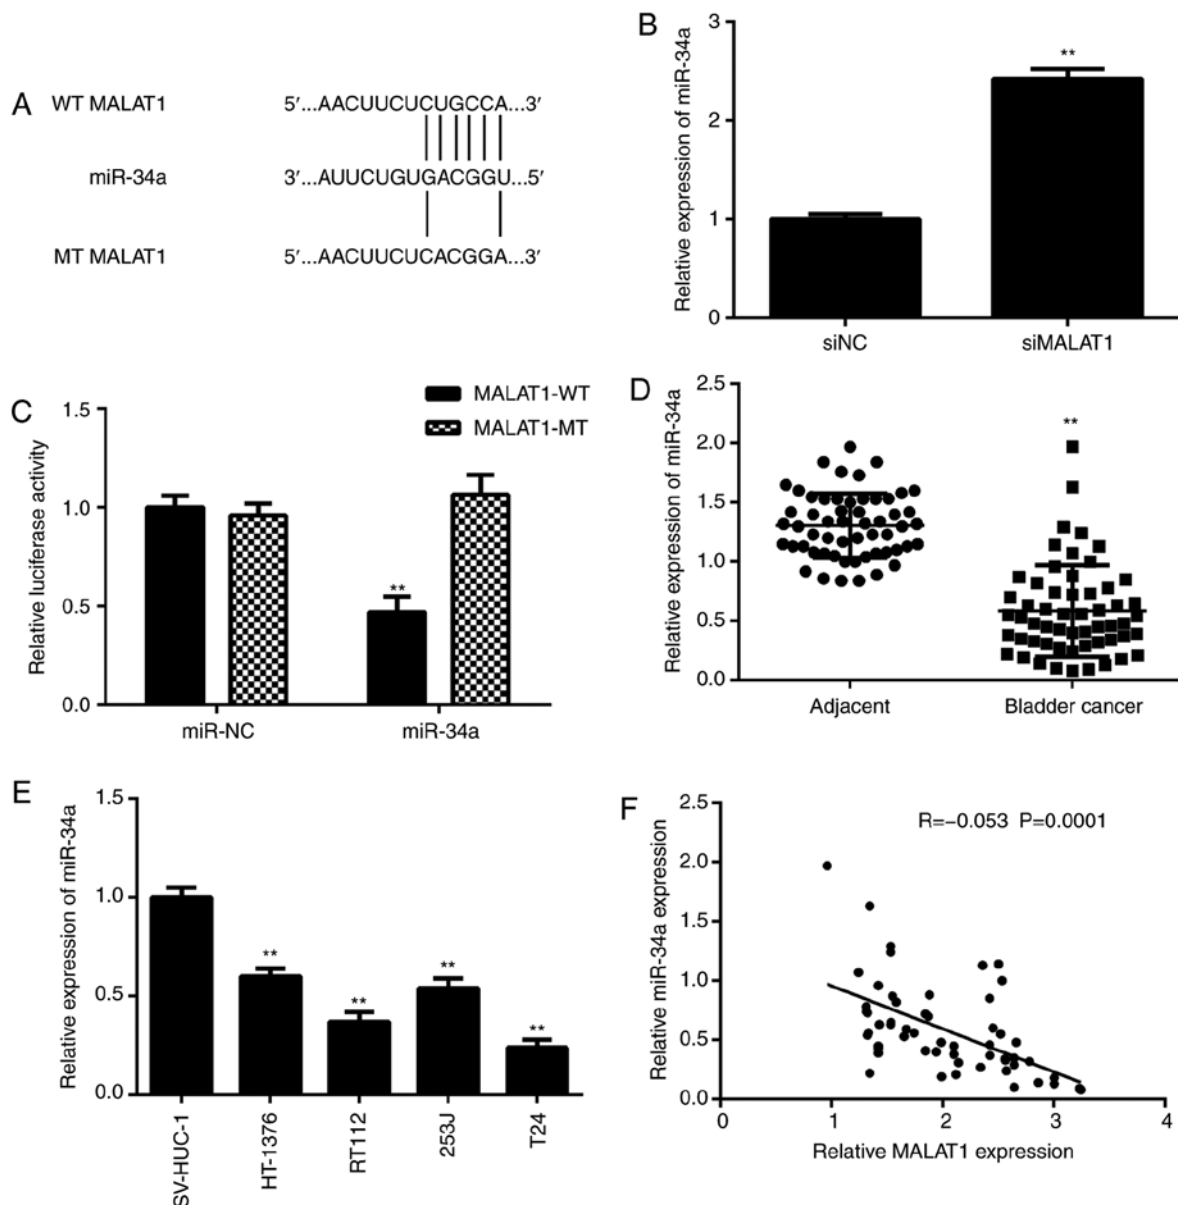 A
WT MALAT1 5′...AACUUCUCUGCCA...3′
miR-34a 3′...AUUCUGUGACGGU...5′
MT MALAT1 5′...AACUUCUCACGGA...3′
B
Relative expression of miR-34a
3
2
1
0
**
siNC siMALAT1
C
Relative luciferase activity
1.5
1.0
0.5
0.0
MALAT1-WT
MALAT1-MT
**
miR-NC miR-34a
D
Relative expression of miR-34a
2.5
2.0
1.5
1.0
0.5
0.0
**
Adjacent Bladder cancer
E
Relative expression of miR-34a
1.5
1.0
0.5
0.0
** ** ** **
SV-HUC-1 HT-1376 RT112 253J T24
F
Relative miR-34a expression
2.5
2.0
1.5
1.0
0.5
0.0
R=−0.053 P=0.0001
0 1 2 3 4
Relative MALAT1 expression